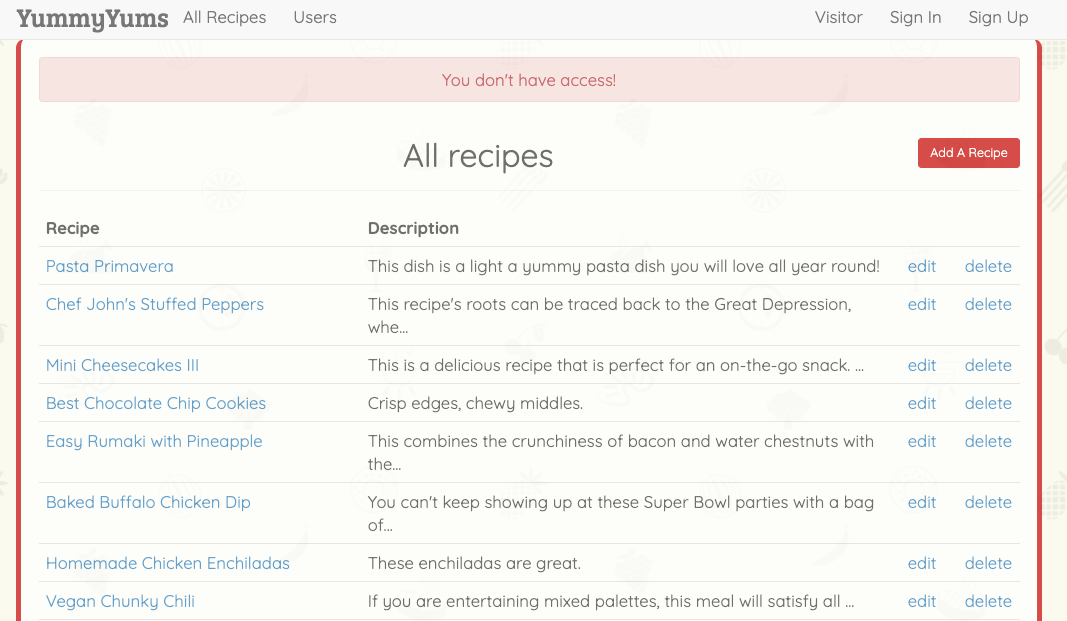 YummyYums All Recipes Users Visitor Sign In Sign Up
You don't have access!
All recipes Add A Recipe
Recipe Description
Pasta Primavera This dish is a light a yummy pasta dish you will love all year round! edit delete
Chef John's Stuffed Peppers This recipe's roots can be traced back to the Great Depression, edit delete
whe...
Mini Cheesecakes III This is a delicious recipe that is perfect for an on-the-go snack. ... edit delete
Best Chocolate Chip Cookies Crisp edges, chewy middles. edit delete
Easy Rumaki with Pineapple This combines the crunchiness of bacon and water chestnuts with edit delete
the...
Baked Buffalo Chicken Dip You can't keep showing up at these Super Bowl parties with a bag edit delete
of...
Homemade Chicken Enchiladas These enchiladas are great. edit delete
Vegan Chunky Chili If you are entertaining mixed palettes, this meal will satisfy all ... edit delete